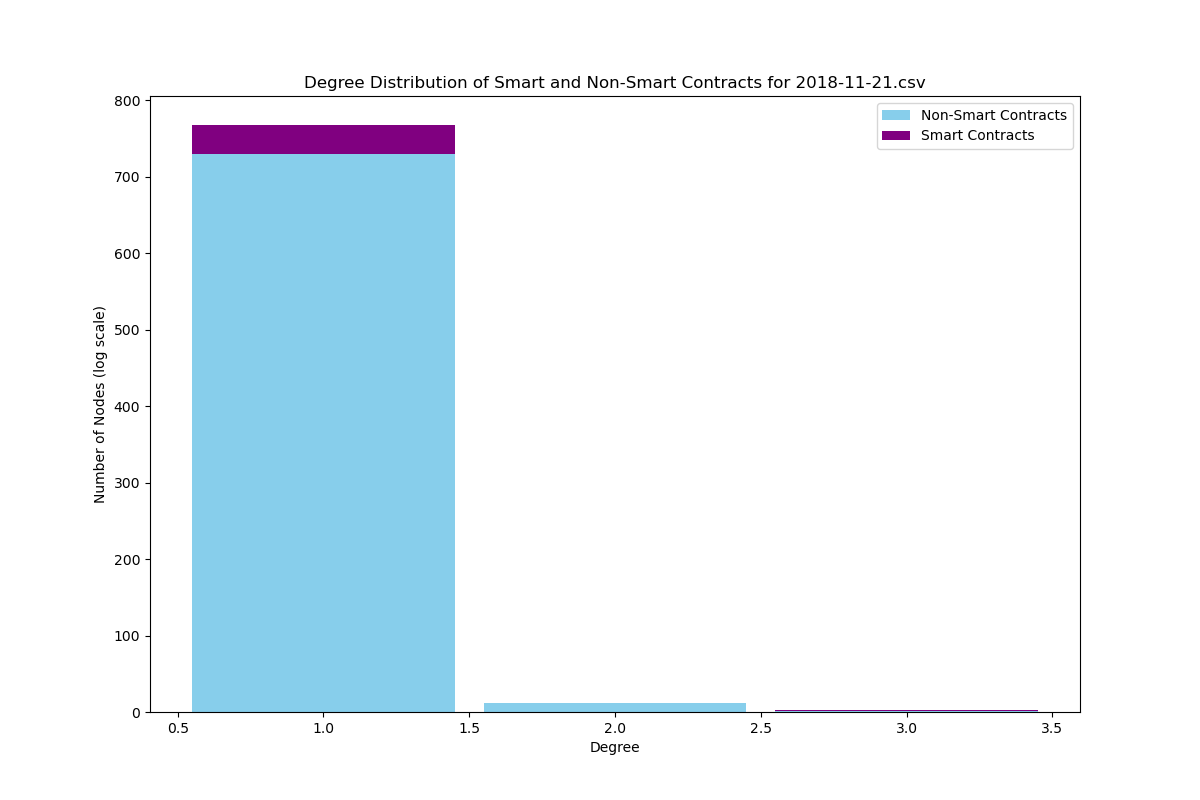 Degree Distribution of Smart and Non-Smart Contracts for 2018-11-21.csv
Non-Smart Contracts
Smart Contracts
Number of Nodes (log scale)
800
700
600
500
400
300
200
100
0
0.5 1.0 1.5 2.0 2.5 3.0 3.5
Degree